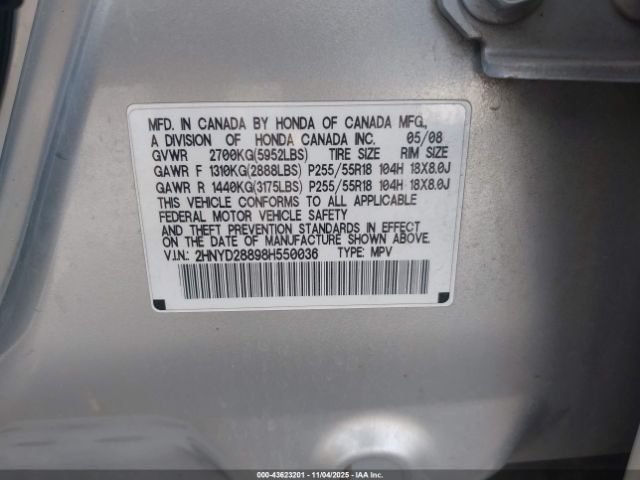 MFD. IN CANADA BY HONDA OF CANADA MFG.,
A DIVISION OF HONDA CANADA INC. 05/08
GVWR 2700KG(5952LBS) TIRE SIZE RIM SIZE
GAWR F 1310KG(2888LBS) P255/55R18 104H 18X8.0J
GAWR R 1440KG(3175LBS) P255/55R18 104H 18X8.0J
THIS VEHICLE CONFORMS TO ALL APPLICABLE
FEDERAL MOTOR VEHICLE SAFETY
AND THEFT PREVENTION STANDARDS IN EFFECT
ON THE DATE OF MANUFACTURE SHOWN ABOVE.
V.I.N.: 2HNYD28898H550036 TYPE: MPV
000-43623201 - 11/04/2025 - IAA Inc.